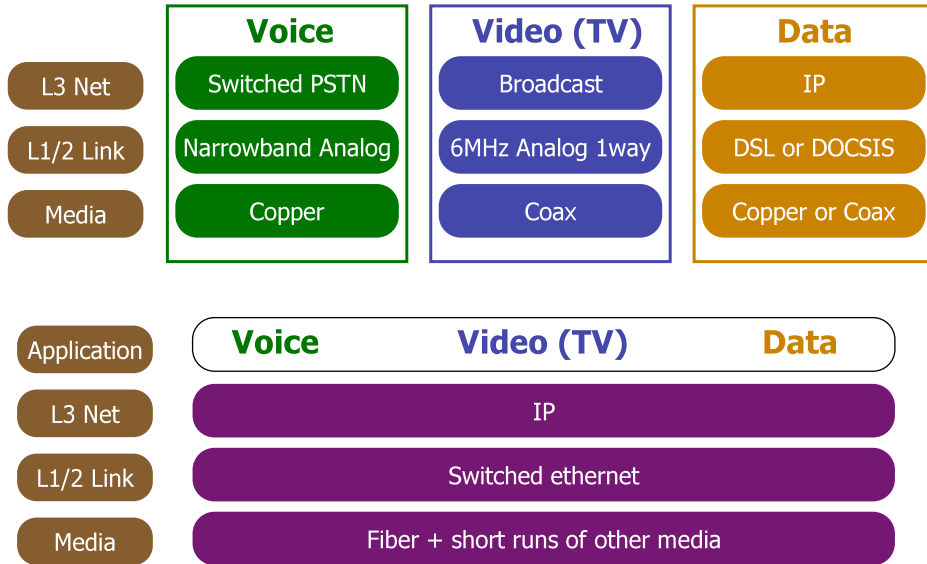 Voice Video (TV) Data
L3 Net Switched PSTN Broadcast IP
L1/2 Link Narrowband Analog 6MHz Analog 1way DSL or DOCSIS
Media Copper Coax Copper or Coax
Application Voice Video (TV) Data
L3 Net IP
L1/2 Link Switched ethernet
Media Fiber + short runs of other media